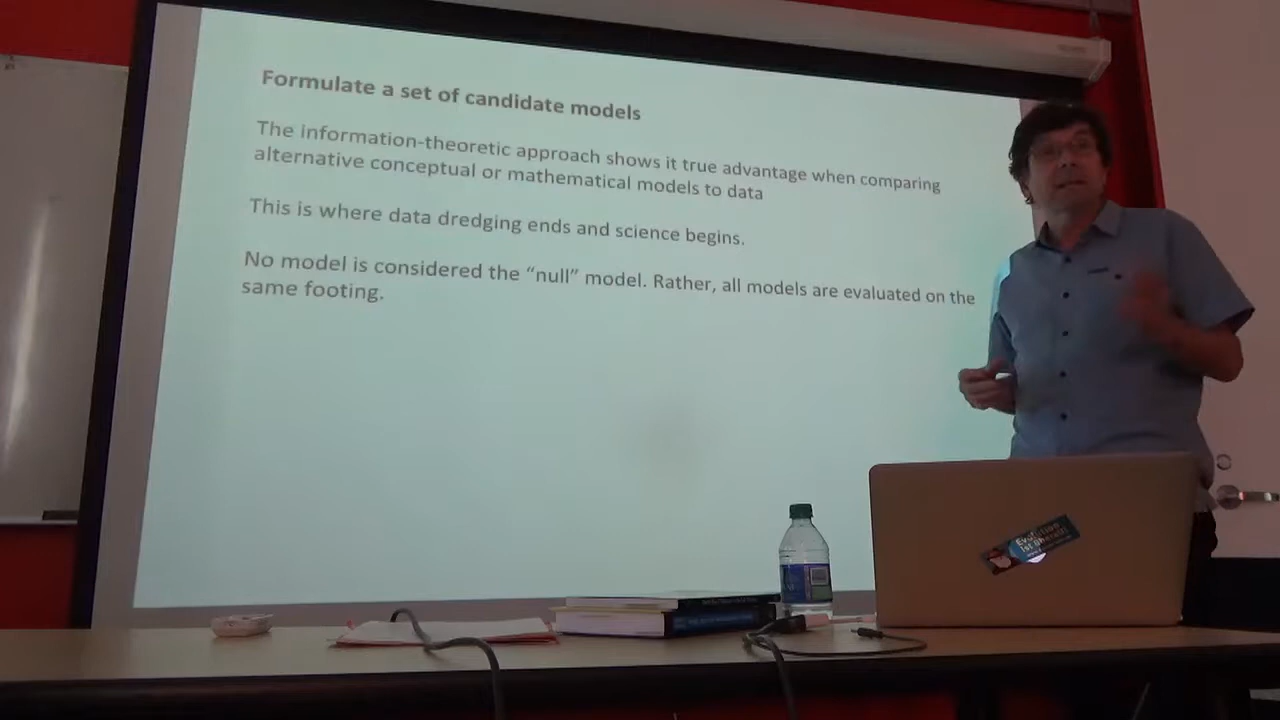 Formulate a set of candidate models
The information-theoretic approach shows it true advantage when comparing
alternative conceptual or mathematical models to data
This is where data dredging ends and science begins.
No model is considered the “null” model. Rather, all models are evaluated on the
same footing.
Evolution